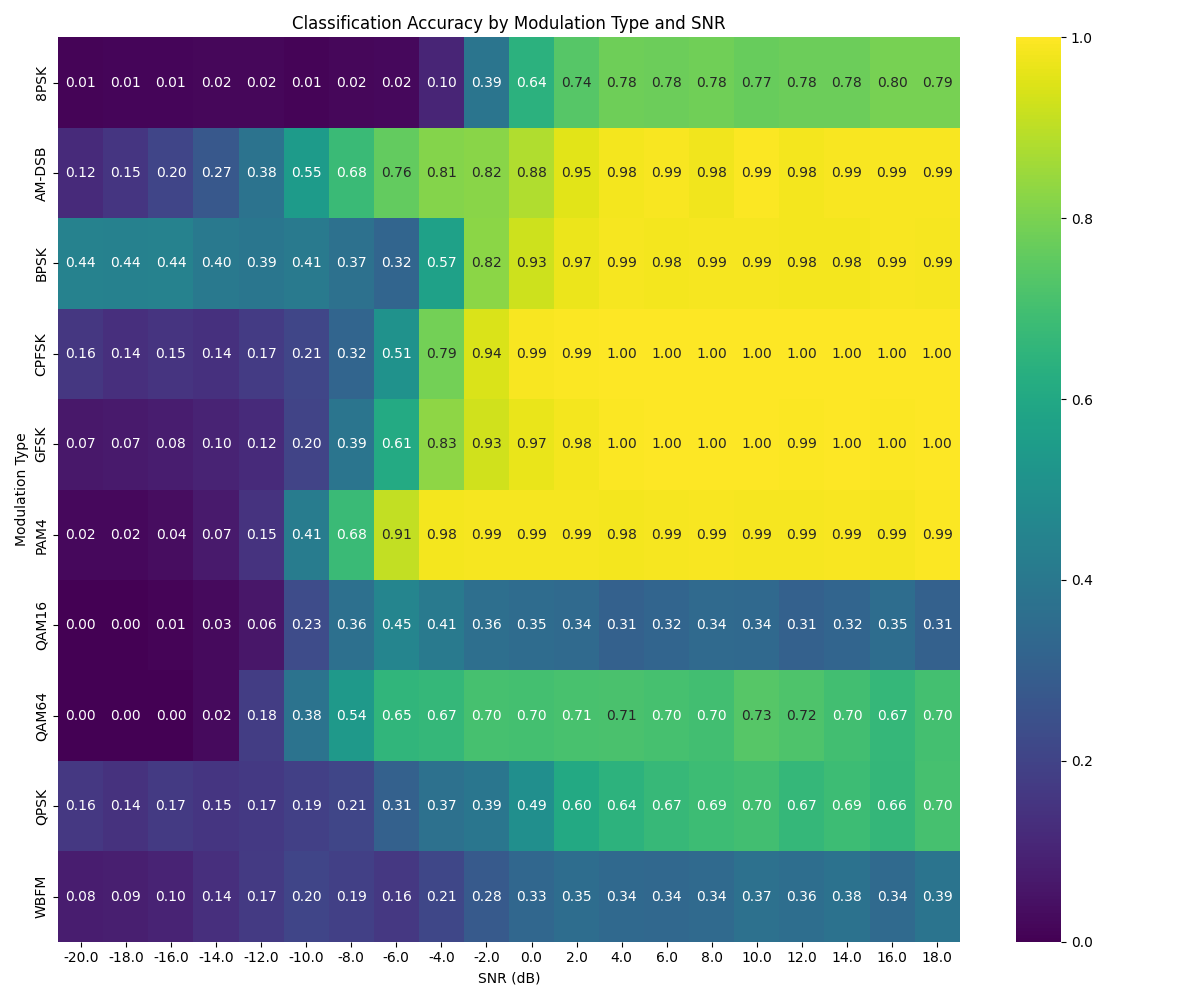 Classification Accuracy by Modulation Type and SNR
8PSK 0.01 0.01 0.01 0.02 0.02 0.01 0.02 0.02 0.10 0.39 0.64 0.74 0.78 0.78 0.78 0.77 0.78 0.78 0.80 0.79
AM-DSB 0.12 0.15 0.20 0.27 0.38 0.55 0.68 0.76 0.81 0.82 0.88 0.95 0.98 0.99 0.98 0.99 0.98 0.99 0.99 0.99
BPSK 0.44 0.44 0.44 0.40 0.39 0.41 0.37 0.32 0.57 0.82 0.93 0.97 0.99 0.98 0.99 0.99 0.98 0.98 0.99 0.99
CPFSK 0.16 0.14 0.15 0.14 0.17 0.21 0.32 0.51 0.79 0.94 0.99 0.99 1.00 1.00 1.00 1.00 1.00 1.00 1.00 1.00
GFSK 0.07 0.07 0.08 0.10 0.12 0.20 0.39 0.61 0.83 0.93 0.97 0.98 1.00 1.00 1.00 1.00 0.99 1.00 1.00 1.00
PAM4 0.02 0.02 0.04 0.07 0.15 0.41 0.68 0.91 0.98 0.99 0.99 0.99 0.98 0.99 0.99 0.99 0.99 0.99 0.99 0.99
QAM16 0.00 0.00 0.01 0.03 0.06 0.23 0.36 0.45 0.41 0.36 0.35 0.34 0.31 0.32 0.34 0.34 0.31 0.32 0.35 0.31
QAM64 0.00 0.00 0.00 0.02 0.18 0.38 0.54 0.65 0.67 0.70 0.70 0.71 0.71 0.70 0.70 0.73 0.72 0.70 0.67 0.70
QPSK 0.16 0.14 0.17 0.15 0.17 0.19 0.21 0.31 0.37 0.39 0.49 0.60 0.64 0.67 0.69 0.70 0.67 0.69 0.66 0.70
WBFM 0.08 0.09 0.10 0.14 0.17 0.20 0.19 0.16 0.21 0.28 0.33 0.35 0.34 0.34 0.34 0.37 0.36 0.38 0.34 0.39
-20.0 -18.0 -16.0 -14.0 -12.0 -10.0 -8.0 -6.0 -4.0 -2.0 0.0 2.0 4.0 6.0 8.0 10.0 12.0 14.0 16.0 18.0
SNR (dB)
Modulation Type
1.0
0.8
0.6
0.4
0.2
0.0